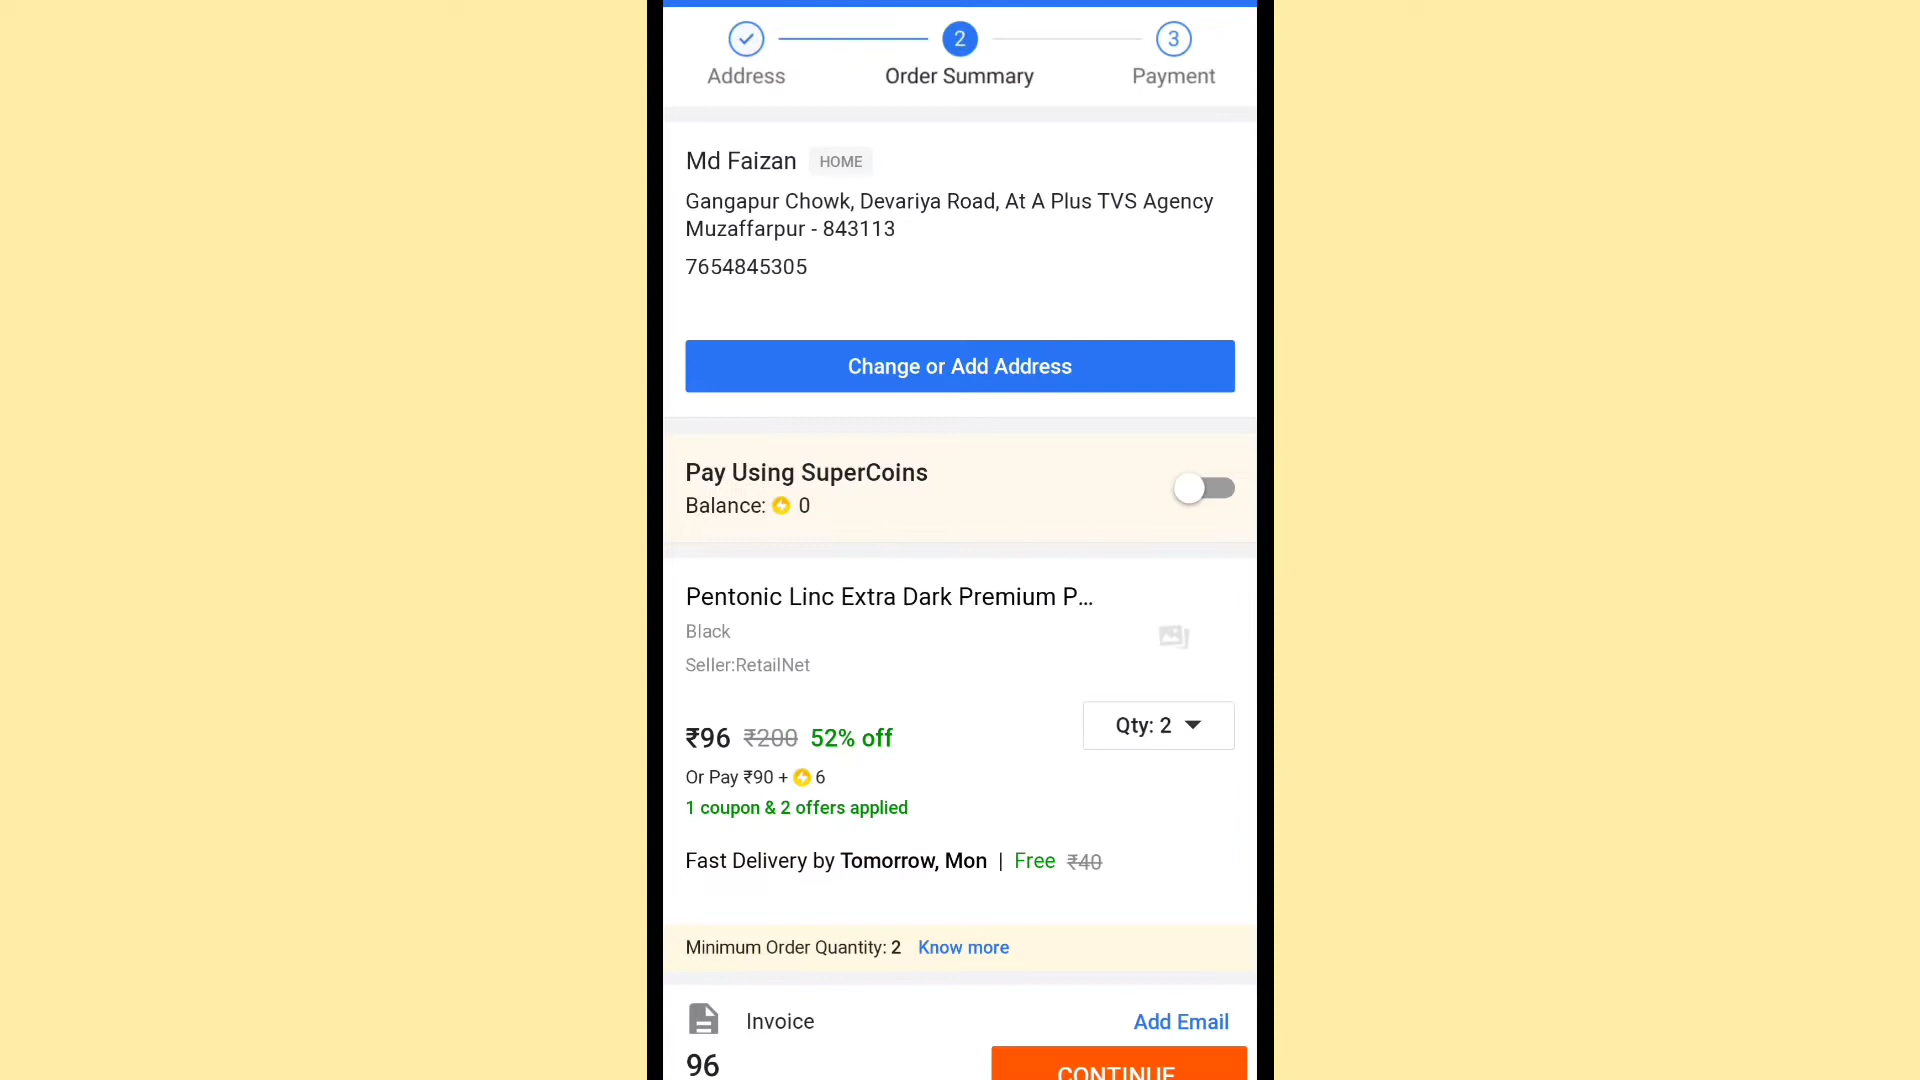 2 3
Address Order Summary Payment
Md Faizan HOME
Gangapur Chowk, Devariya Road, At A Plus TVS Agency
Muzaffarpur - 843113
7654845305
Change or Add Address
Pay Using SuperCoins
Balance: 0
Pentonic Linc Extra Dark Premium P...
Black
Seller:RetailNet
₹96 ₹200 52% off
Qty: 2
Or Pay ₹90 + 6
1 coupon & 2 offers applied
Fast Delivery by Tomorrow, Mon | Free ₹40
Minimum Order Quantity: 2 Know more
Invoice Add Email
96 CONTINUE